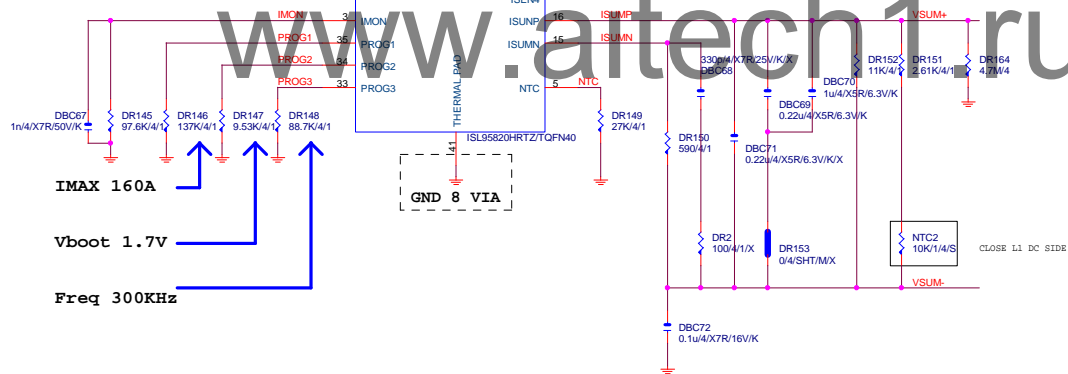 ISEN4
IMON
3
IMON
ISUNP
16
ISUMP
VSUM+
PROG1
35
PROG1
ISUMN
15
ISUMN
PROG2
34
PROG2
PROG3
33
PROG3
NTC
5
NTC
THERMAL PAD
41
ISL95820HRTZ/TQFN40
www.aitech1.ru
330p/4/X7R/25V/K/X
DBC68
DBC70
1u/4/X5R/6.3V/K
DBC69
0.22u/4/X5R/6.3V/K
DR152
11K/4/1
DR151
2.61K/4/1
DR164
4.7M/4
DBC67
1n/4/X7R/50V/K
DR145
97.6K/4/1
DR146
137K/4/1
DR147
9.53K/4/1
DR148
88.7K/4/1
DR149
27K/4/1
DR150
590/4/1
DBC71
0.22u/4/X5R/6.3V/K/X
IMAX 160A
GND 8 VIA
Vboot 1.7V
DR2
100/4/1/X
DR153
0/4/SHT/M/X
NTC2
10K/1/4/S
CLOSE L1 DC SIDE
Freq 300KHz
VSUM-
DBC72
0.1u/4/X7R/16V/K